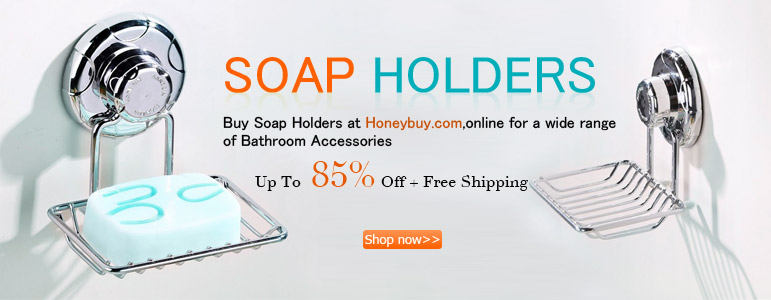 SOAP HOLDERS
Buy Soap Holders at Honeybuy.com,online for a wide range
of Bathroom Accessories
Up To 85% Off + Free Shipping
Shop now>>